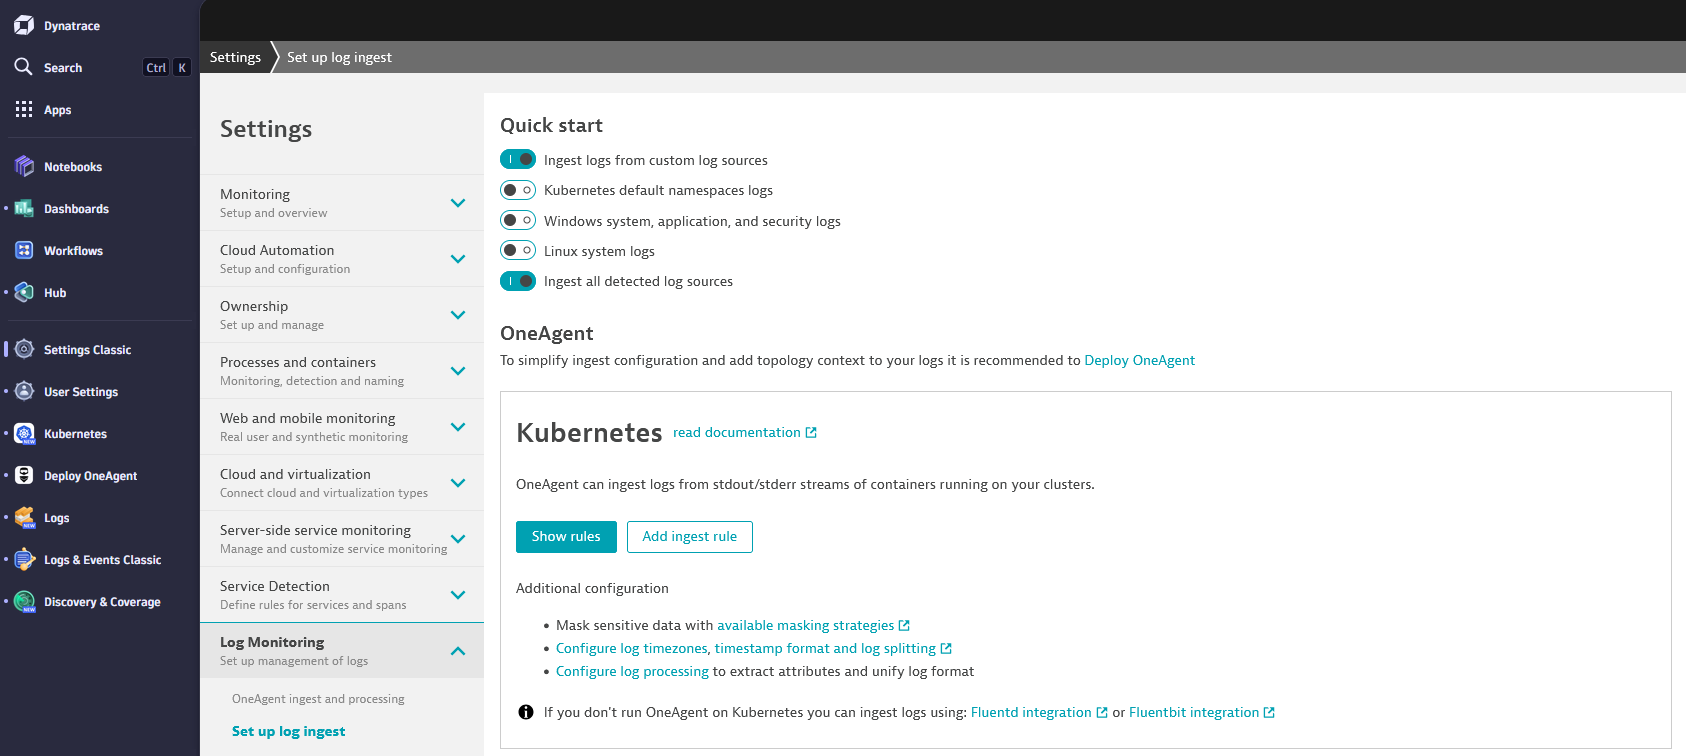 Dynatrace
Search Ctrl K
Apps
Notebooks
Dashboards
Workflows
Hub
Settings Classic
User Settings
Kubernetes
Deploy OneAgent
Logs
Logs & Events Classic
Discovery & Coverage
Settings Set up log ingest
Settings
Monitoring
Setup and overview
Cloud Automation
Setup and configuration
Ownership
Set up and manage
Processes and containers
Monitoring, detection and naming
Web and mobile monitoring
Real user and synthetic monitoring
Cloud and virtualization
Connect cloud and virtualization types
Server-side service monitoring
Manage and customize service monitoring
Service Detection
Define rules for services and spans
Log Monitoring
Set up management of logs
OneAgent ingest and processing
Set up log ingest
Quick start
Ingest logs from custom log sources
Kubernetes default namespaces logs
Windows system, application, and security logs
Linux system logs
Ingest all detected log sources
OneAgent
To simplify ingest configuration and add topology context to your logs it is recommended to Deploy OneAgent
Kubernetes read documentation
OneAgent can ingest logs from stdout/stderr streams of containers running on your clusters.
Show rules Add ingest rule
Additional configuration
• Mask sensitive data with available masking strategies
• Configure log timezones, timestamp format and log splitting
• Configure log processing to extract attributes and unify log format
If you don't run OneAgent on Kubernetes you can ingest logs using: Fluentd integration or Fluentbit integration